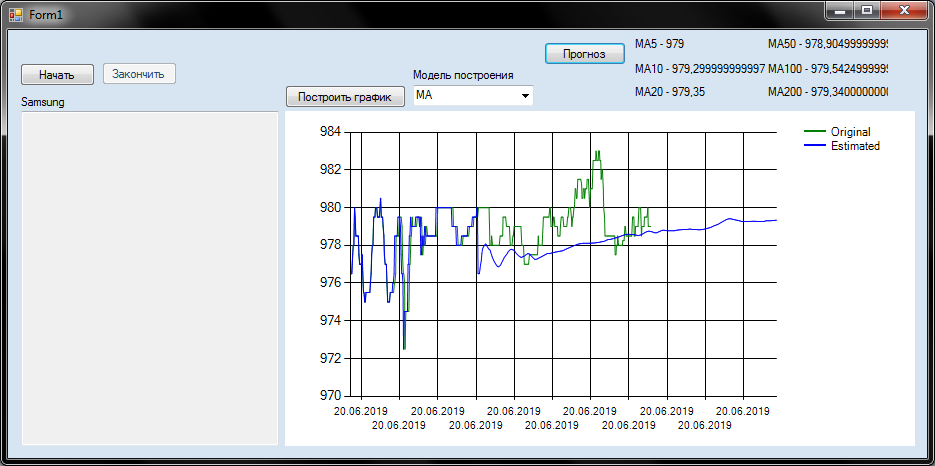 Form1
Прогноз
MA5 - 979
MA50 - 978,9049999999
MA10 - 979,299999999997
MA100 - 979,5424999999
MA20 - 979,35
MA200 - 979,3400000000
Начать
Закончить
Модель построения
Построить график
MA
Samsung
Original
Estimated
984
982
980
978
976
974
972
970
20.06.2019 20.06.2019 20.06.2019 20.06.2019 20.06.2019 20.06.2019
20.06.2019 20.06.2019 20.06.2019 20.06.2019 20.06.2019